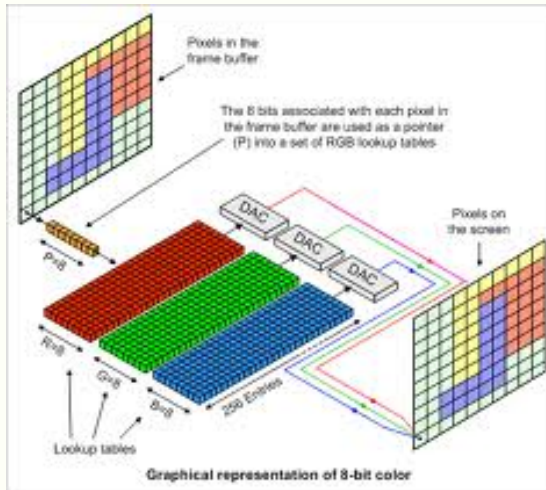 Pixels in the
frame buffer
The 8 bits associated with each pixel in
the frame buffer are used as a pointer
(P) into a set of RGB lookup tables
DAC
DAC
DAC
Pixels on
the screen
P=8
R=8
G=8
B=8
256 Entries
Lookup tables
Graphical representation of 8-bit color